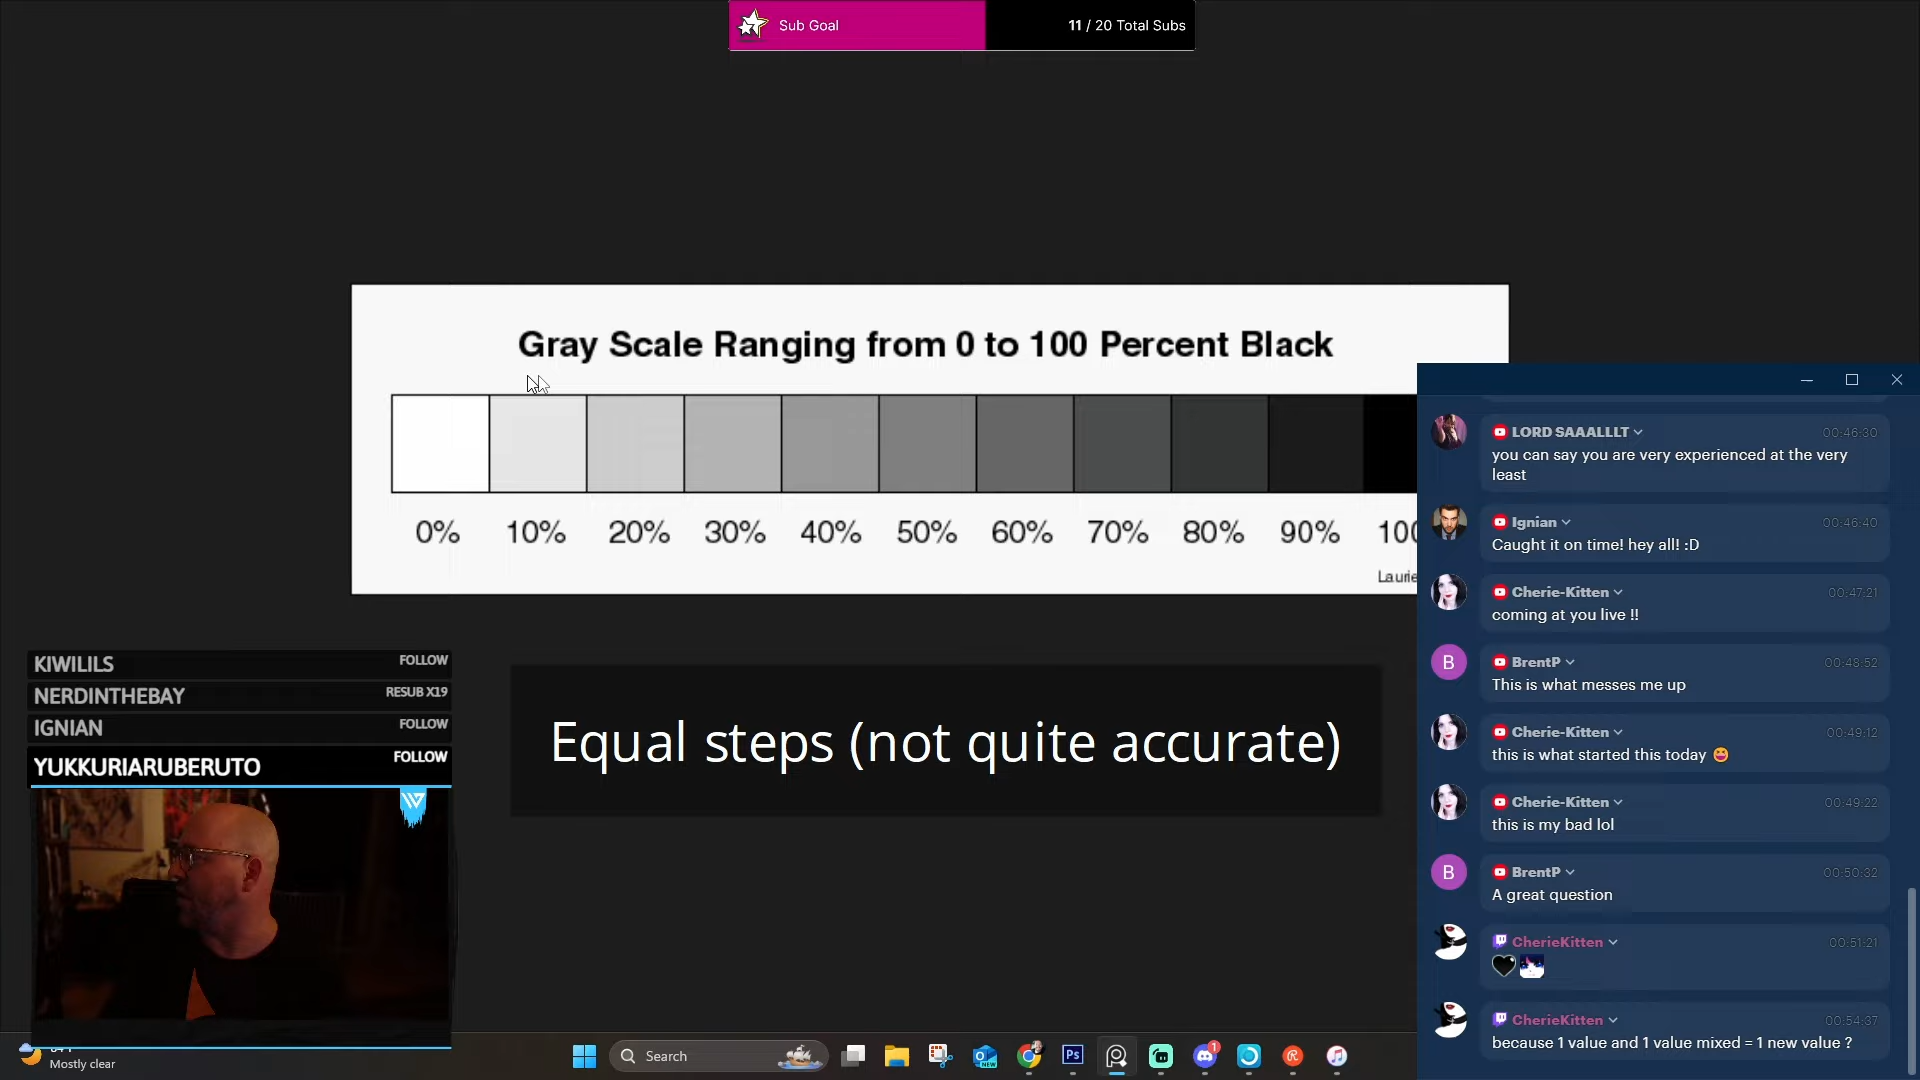 Sub Goal
11 / 20 Total Subs
Gray Scale Ranging from 0 to 100 Percent Black
0% 10% 20% 30% 40% 50% 60% 70% 80% 90% 100
Laurie
Equal steps (not quite accurate)
KIWILILS FOLLOW
NERDINTHEBAY RESUB X19
IGNIAN FOLLOW
YUKKURIARUBERUTO FOLLOW
LORD SAAALLLT 00:46:30
you can say you are very experienced at the very
least
Ignian 00:46:40
Caught it on time! hey all! :D
Cherie-Kitten 00:47:21
coming at you live !!
B
BrentP 00:48:52
This is what messes me up
Cherie-Kitten 00:49:12
this is what started this today 😆
Cherie-Kitten 00:49:22
this is my bad lol
B
BrentP 00:50:32
A great question
CherieKitten 00:51:21
CherieKitten 00:54:37
because 1 value and 1 value mixed = 1 new value ?
Mostly clear
Search
NEW
Ps
1